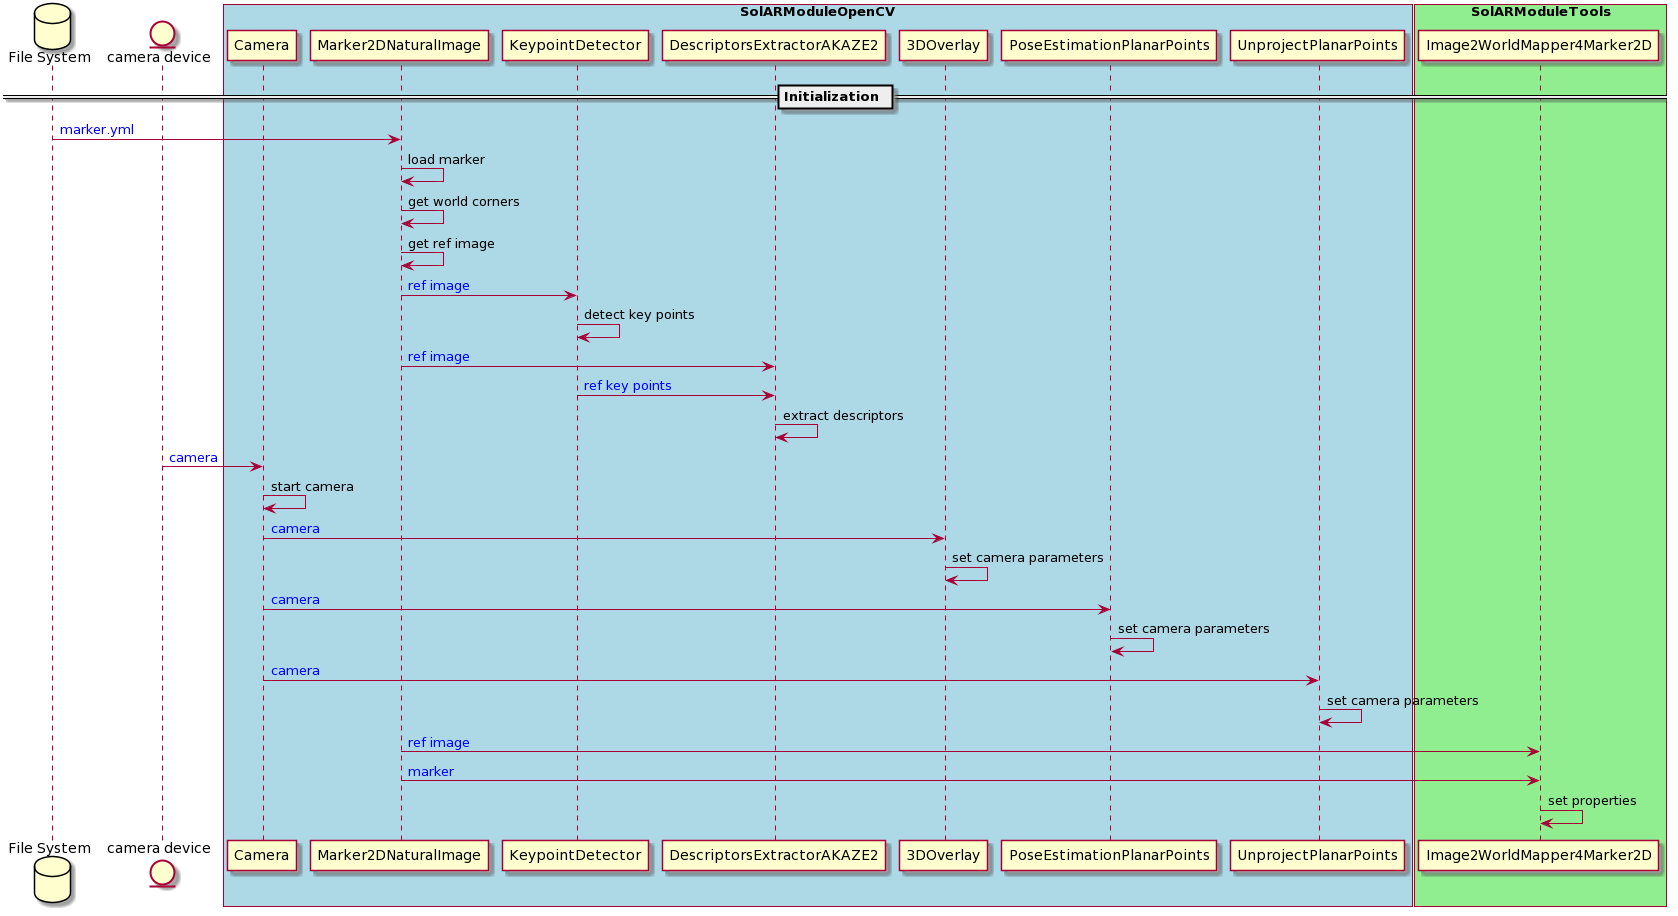 SolARModuleOpenCV
SolARModuleTools
File System
camera device
Camera
Marker2DNaturalImage
KeypointDetector
DescriptorsExtractorAKAZE2
3DOverlay
PoseEstimationPlanarPoints
UnprojectPlanarPoints
Image2WorldMapper4Marker2D
Initialization
marker.yml
load marker
get world corners
get ref image
ref image
detect key points
ref image
ref key points
extract descriptors
camera
start camera
camera
set camera parameters
camera
set camera parameters
camera
set camera parameters
ref image
marker
set properties
File System
camera device
Camera
Marker2DNaturalImage
KeypointDetector
DescriptorsExtractorAKAZE2
3DOverlay
PoseEstimationPlanarPoints
UnprojectPlanarPoints
Image2WorldMapper4Marker2D